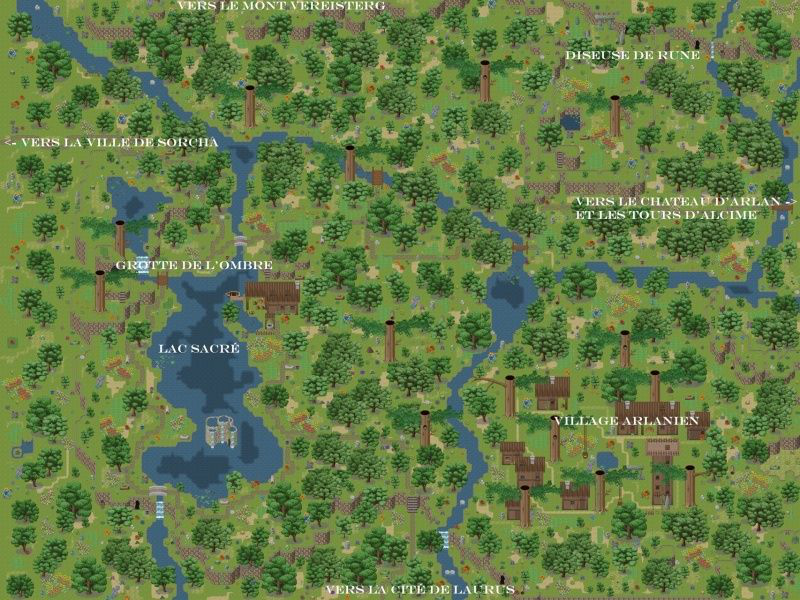 VERS LE MONT VEREISTERG
DISEUSE DE RUNE
<- VERS LA VILLE DE SORCHA
VERS LE CHATEAU D'ARLAN ->
ET LES TOURS D'ALCIME
GROTTE DE L'OMBRE
LAC SACRÉ
VILLAGE ARLANIEN
VERS LA CITÉ DE LAURUS